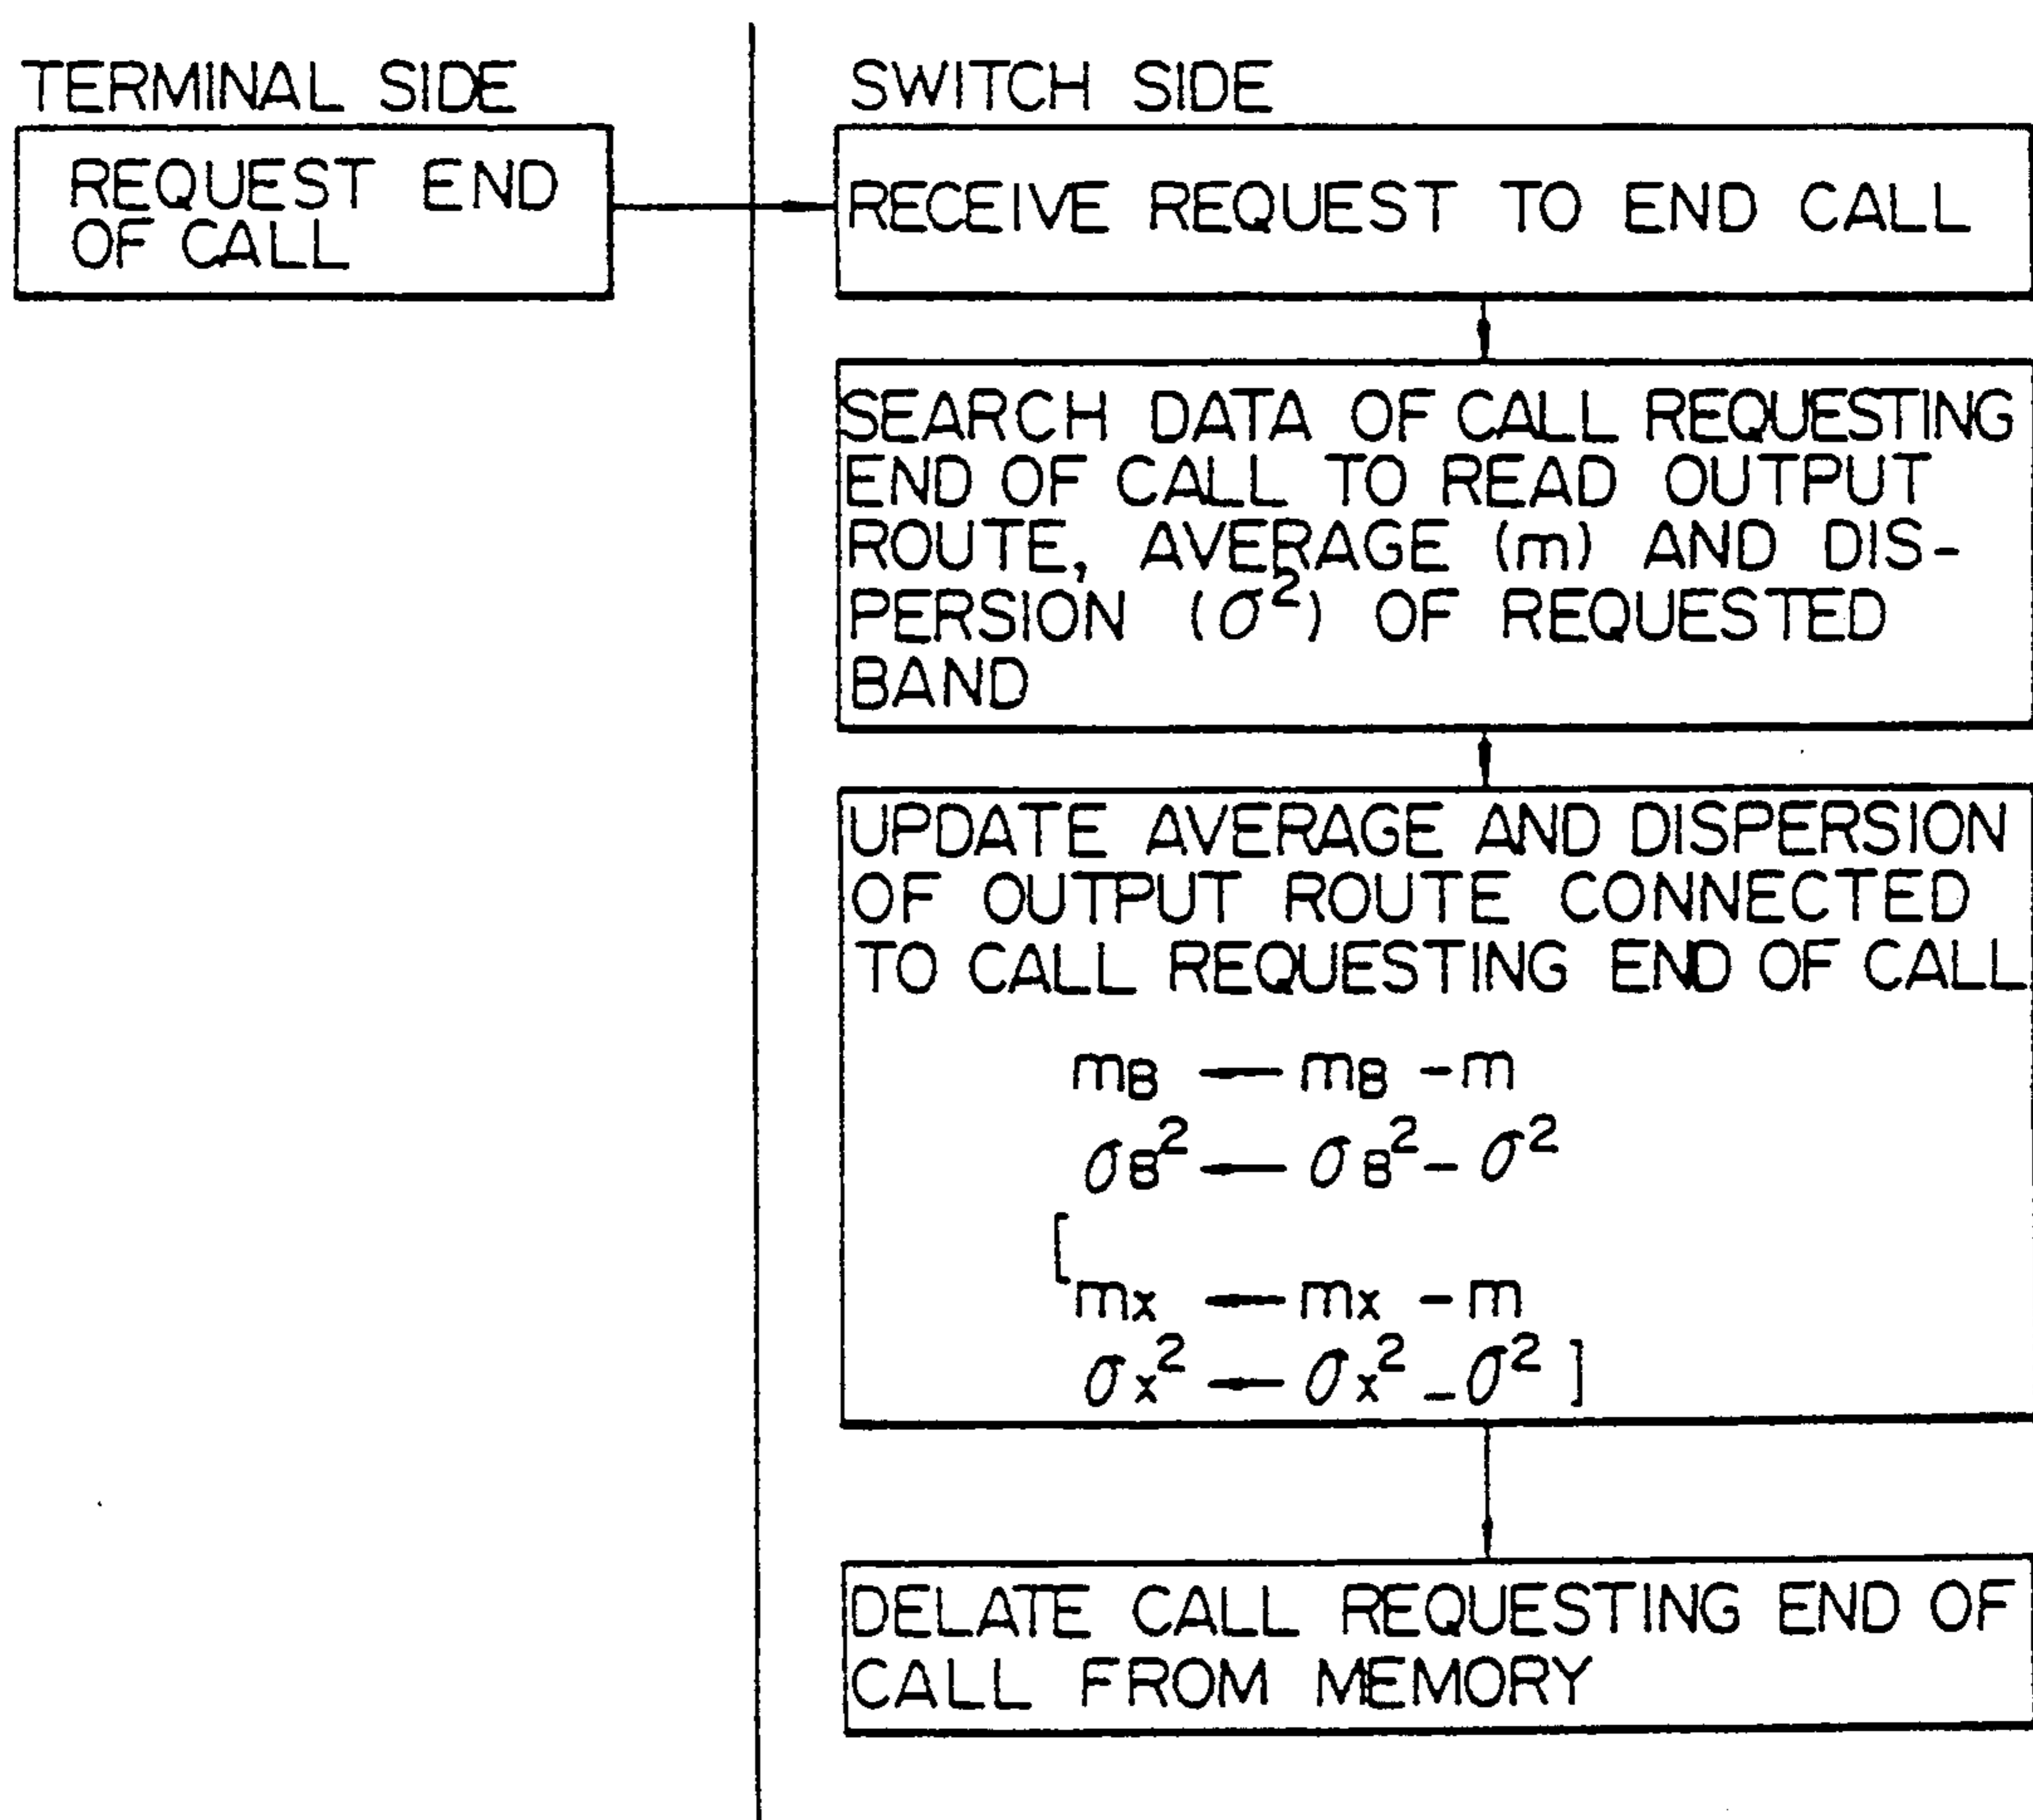 TERMINAL SIDE
REQUEST END
OF CALL
SWITCH SIDE
RECEIVE REQUEST TO END CALL
SEARCH DATA OF CALL REQUESTING
END OF CALL TO READ OUTPUT
ROUTE, AVERAGE (m) AND DIS-
PERSION (σ²) OF REQUESTED
BAND
UPDATE AVERAGE AND DISPERSION
OF OUTPUT ROUTE CONNECTED
TO CALL REQUESTING END OF CALL
mB ← mB - m
σB² ← σB² - σ²
[
mx ← mx - m
σx² ← σx² - σ² ]
DELATE CALL REQUESTING END OF
CALL FROM MEMORY